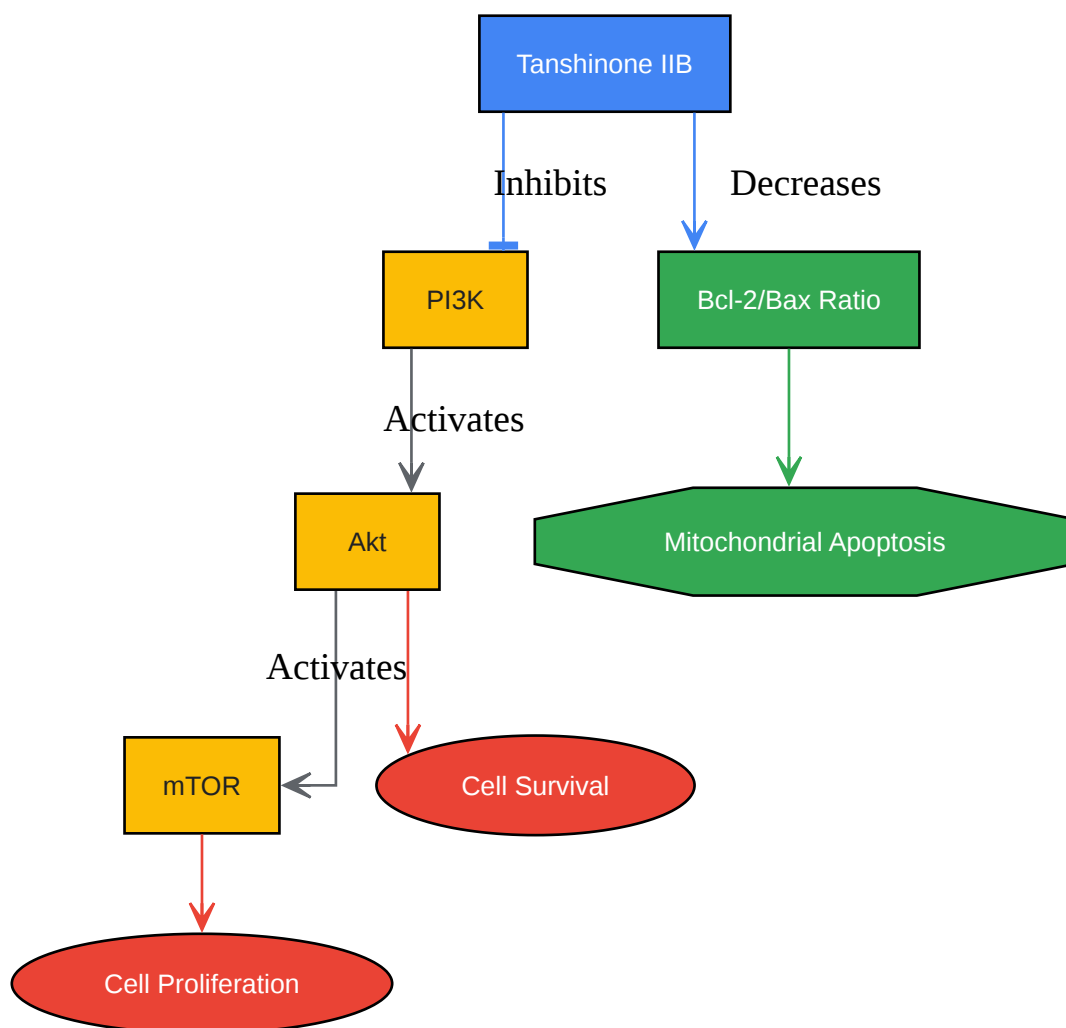 Tanshinone IIB
Inhibits
Decreases
PI3K
Bcl-2/Bax Ratio
Activates
Akt
Mitochondrial Apoptosis
Activates
mTOR
Cell Survival
Cell Proliferation